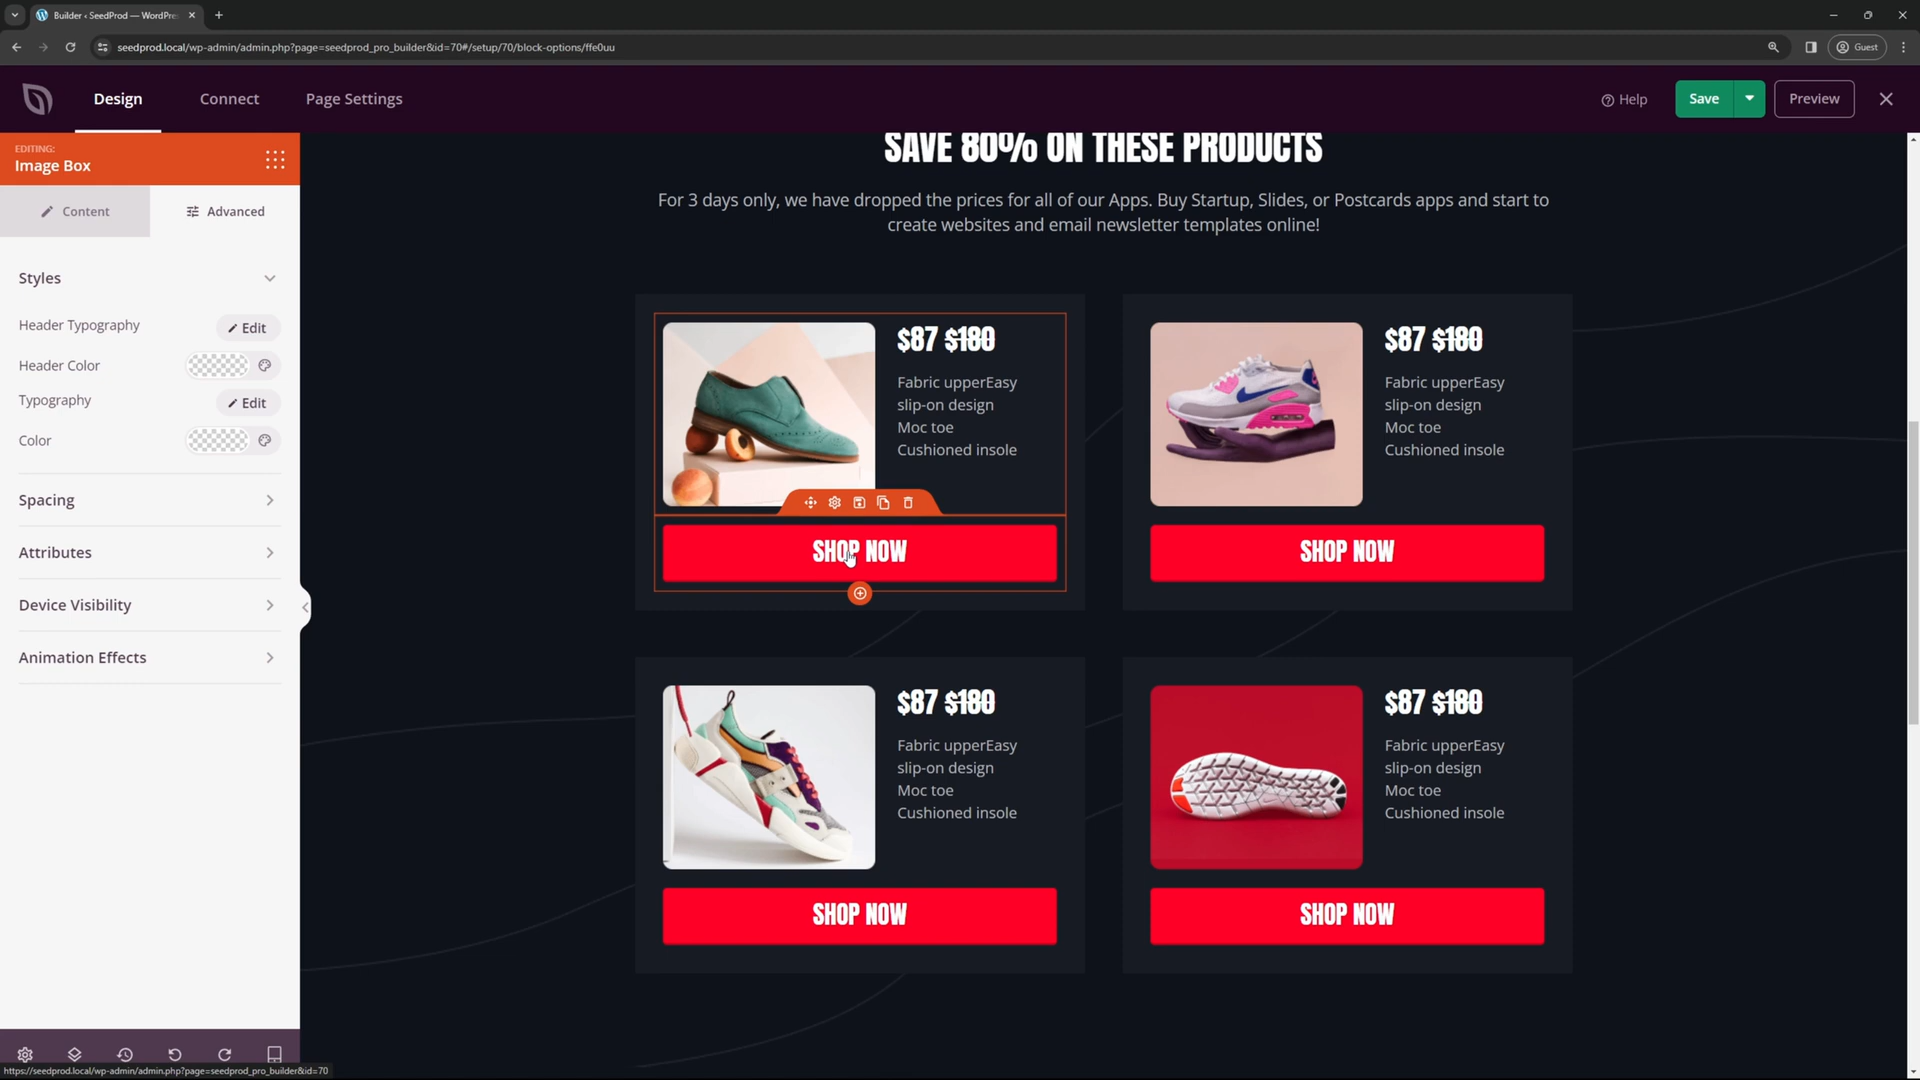 Builder ‹ SeedProd — WordPre
seedprod.local/wp-admin/admin.php?page=seedprod_pro_builder&id=70#/setup/70/block-options/ffe0uu
Guest
Design
Connect
Page Settings
Help
Save
Preview
EDITING:
Image Box
Content
Advanced
Styles
Header Typography
Edit
Header Color
Typography
Edit
Color
Spacing
Attributes
Device Visibility
Animation Effects
https://seedprod.local/wp-admin/admin.php?page=seedprod_pro_builder&id=70
SAVE 80% ON THESE PRODUCTS
For 3 days only, we have dropped the prices for all of our Apps. Buy Startup, Slides, or Postcards apps and start to
create websites and email newsletter templates online!
$87 $180
Fabric upperEasy
slip-on design
Moc toe
Cushioned insole
SHOP NOW
$87 $180
Fabric upperEasy
slip-on design
Moc toe
Cushioned insole
SHOP NOW
$87 $180
Fabric upperEasy
slip-on design
Moc toe
Cushioned insole
SHOP NOW
$87 $180
Fabric upperEasy
slip-on design
Moc toe
Cushioned insole
SHOP NOW